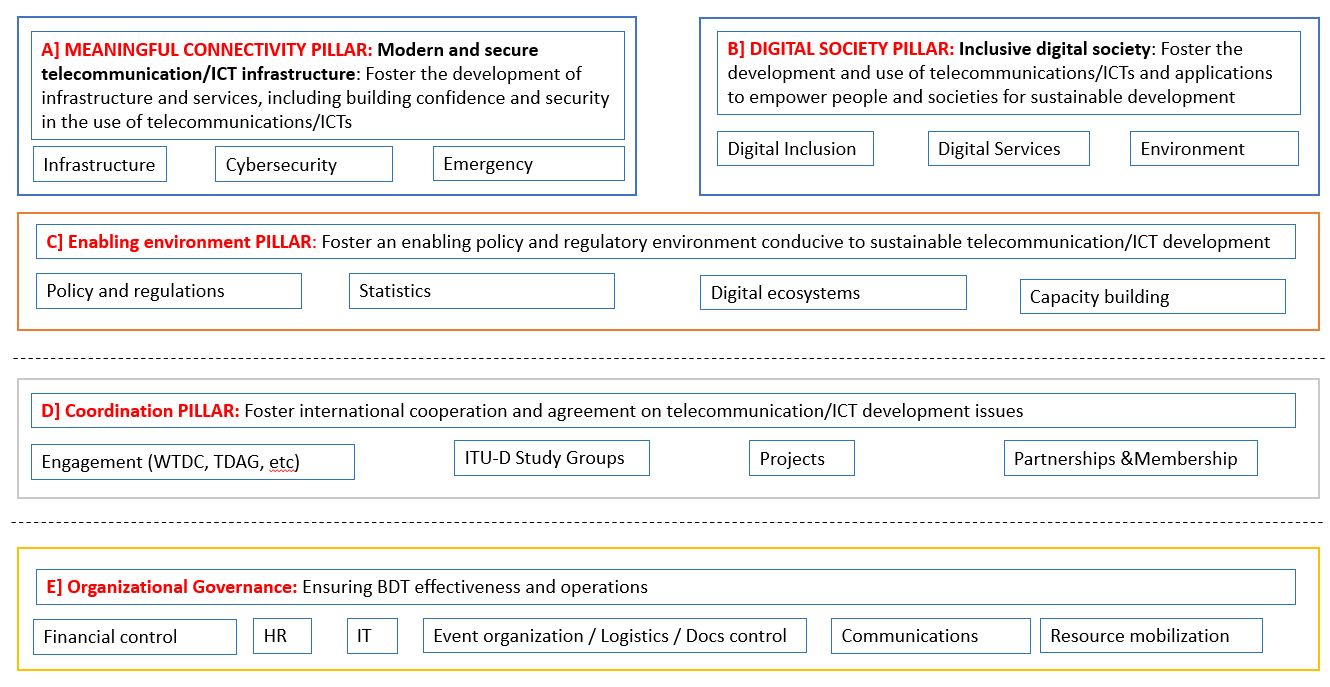 A] MEANINGFUL CONNECTIVITY PILLAR: Modern and secure
telecommunication/ICT infrastructure: Foster the development of
infrastructure and services, including building confidence and security
in the use of telecommunications/ICTs
Infrastructure
Cybersecurity
Emergency
B] DIGITAL SOCIETY PILLAR: Inclusive digital society: Foster the
development and use of telecommunications/ICTs and applications
to empower people and societies for sustainable development
Digital Inclusion
Digital Services
Environment
C] Enabling environment PILLAR: Foster an enabling policy and regulatory environment conducive to sustainable telecommunication/ICT development
Policy and regulations
Statistics
Digital ecosystems
Capacity building
D] Coordination PILLAR: Foster international cooperation and agreement on telecommunication/ICT development issues
Engagement (WTDC, TDAG, etc)
ITU-D Study Groups
Projects
Partnerships &Membership
E] Organizational Governance: Ensuring BDT effectiveness and operations
Financial control
HR
IT
Event organization / Logistics / Docs control
Communications
Resource mobilization